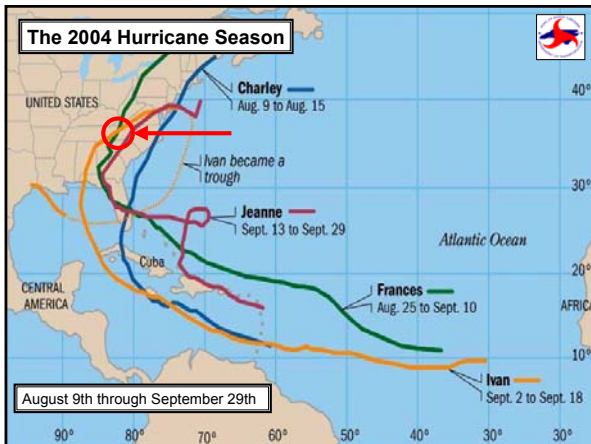 The 2004 Hurricane Season
UNITED STATES
Charley
Aug. 9 to Aug. 15
40°
Ivan became a
trough
30°
Jeanne
Sept. 13 to Sept. 29
Atlantic Ocean
Cuba
20°
CENTRAL
AMERICA
Frances
Aug. 25 to Sept. 10
AFRI
10°
Ivan
Sept. 2 to Sept. 18
August 9th through September 29th
90°
80°
70°
60°
50°
40°
30°